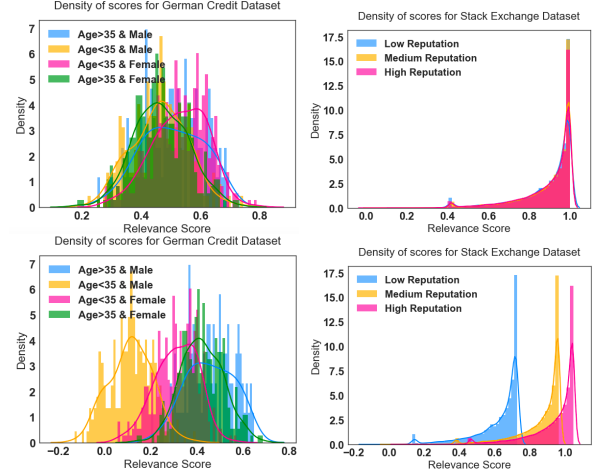 Density of scores for German Credit Dataset
7
6
5
4
3
2
1
0
Density
Age>35 & Male
Age>35 & Male
Age>35 & Female
Age>35 & Female
0.2 0.4 0.6 0.8
Relevance Score
Density of scores for Stack Exchange Dataset
17.5
15.0
12.5
10.0
7.5
5.0
2.5
0.0
Density
Low Reputation
Medium Reputation
High Reputation
0.0 0.2 0.4 0.6 0.8 1.0
Relevance Score
Density of scores for German Credit Dataset
7
6
5
4
3
2
1
0
Density
Age>35 & Male
Age<35 & Male
Age<35 & Female
Age>35 & Female
−0.2 0.0 0.2 0.4 0.6 0.8
Relevance Score
Density of scores for Stack Exchange Dataset
17.5
15.0
12.5
10.0
7.5
5.0
2.5
0.0
Density
Low Reputation
Medium Reputation
High Reputation
−0.2 0.0 0.2 0.4 0.6 0.8 1.0
Relevance Score